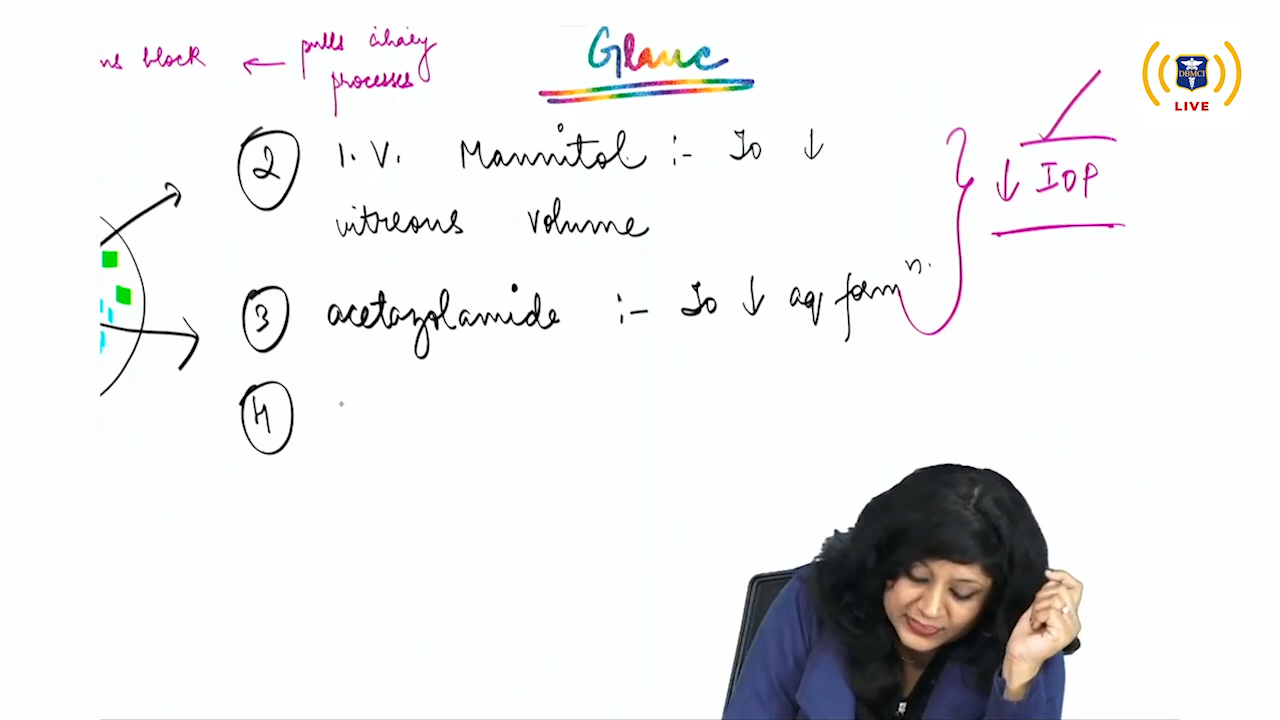 Glauc
ns block ← pulls ciliary
processes
② I.V. Mannitol :- To ↓
vitreous volume
↓ IOP
③ acetazolamide :- To ↓ aq form n.
④
DBMCI
LIVE